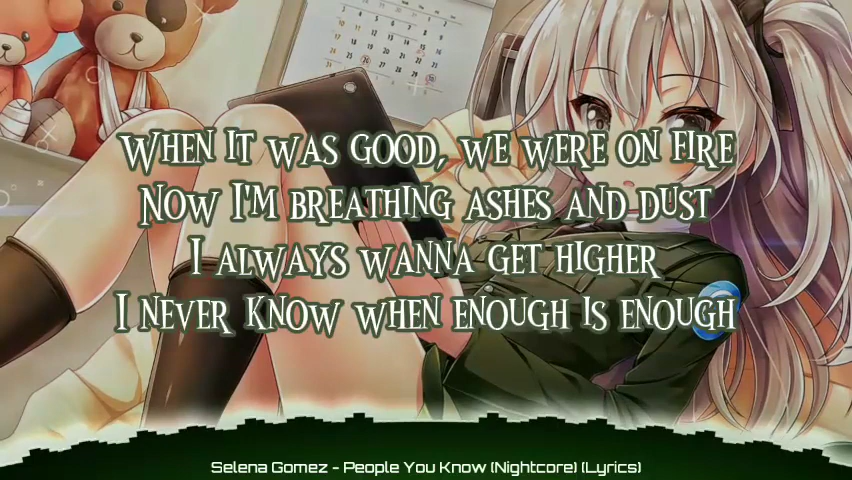 When it was good, we were on fire
Now I'm breathing ashes and dust
I always wanna get higher
I never know when enough is enough
Selena Gomez - People You Know (Nightcore) (Lyrics)